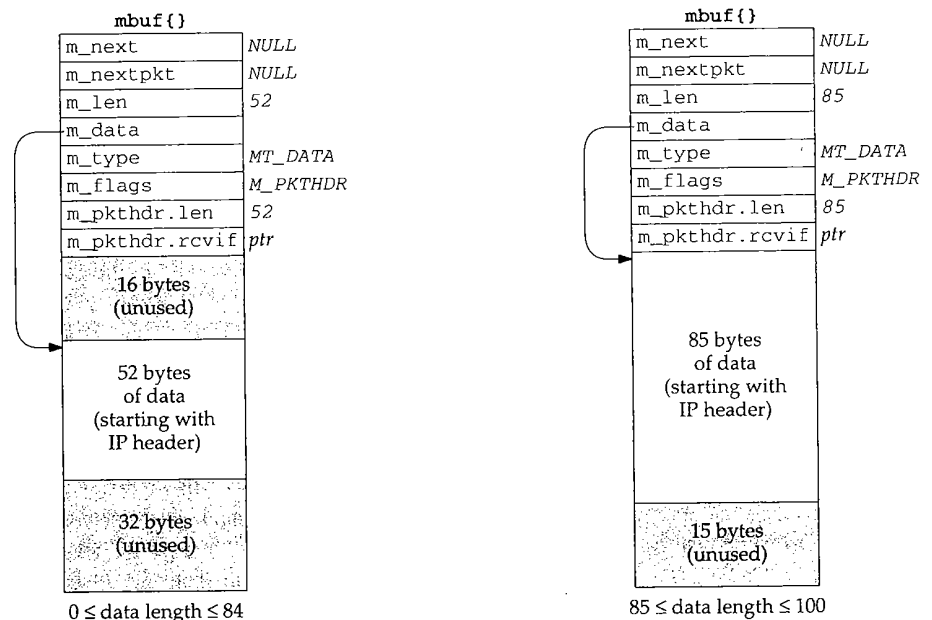 mbuf{}
m_next NULL
m_nextpkt NULL
m_len 52
m_data
m_type MT_DATA
m_flags M_PKTHDR
m_pkthdr.len 52
m_pkthdr.rcvif ptr
16 bytes
(unused)
52 bytes
of data
(starting with
IP header)
32 bytes
(unused)
0 ≤ data length ≤ 84
mbuf{}
m_next NULL
m_nextpkt NULL
m_len 85
m_data
m_type MT_DATA
m_flags M_PKTHDR
m_pkthdr.len 85
m_pkthdr.rcvif ptr
85 bytes
of data
(starting with
IP header)
15 bytes
(unused)
85 ≤ data length ≤ 100